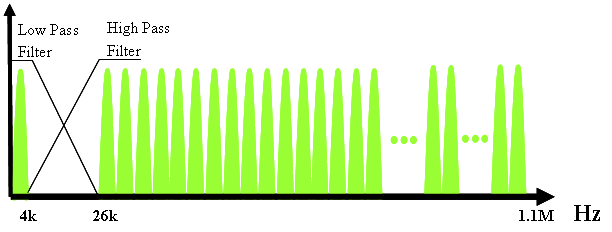 Low Pass
Filter
High Pass
Filter
4k
26k
1.1M
Hz